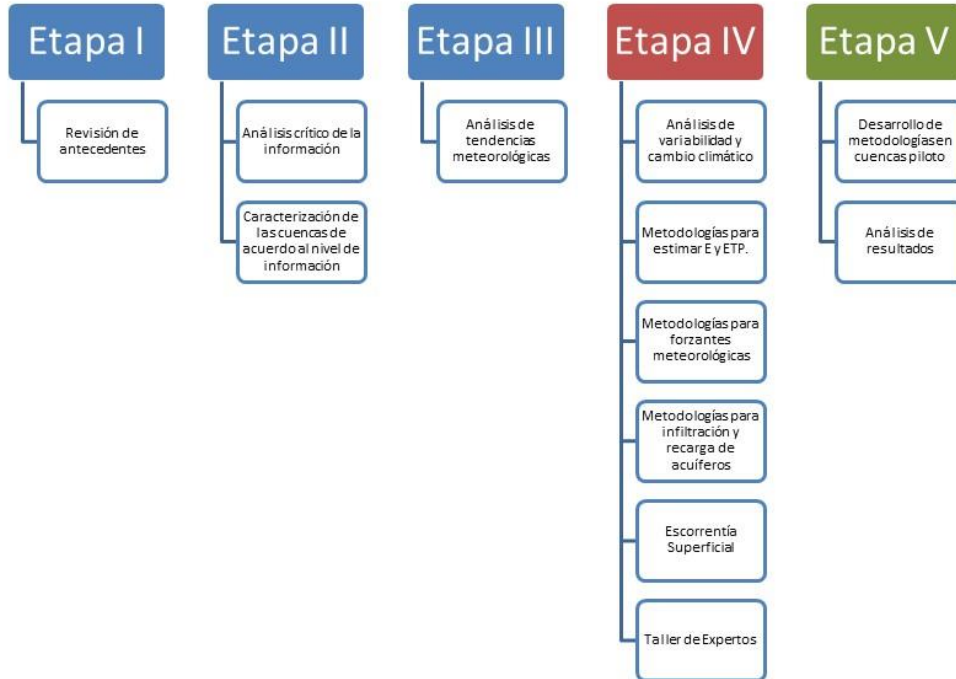 Etapa I
Revisión de
antecedentes
Etapa II
Análisis crítico de la
información
Caracterización de
las cuencas de
acuerdo al nivel de
información
Etapa III
Análisis de
tendencias
meteorológicas
Etapa IV
Análisis de
variabilidad y
cambio climático
Metodologías para
estimar E y ETP.
Metodologías para
forzantes
meteorológicas
Metodologías para
infiltración y
recarga de
acuíferos
Escorrentía
Superficial
Taller de Expertos
Etapa V
Desarrollo de
metodologías en
cuencas piloto
Análisis de
resultados